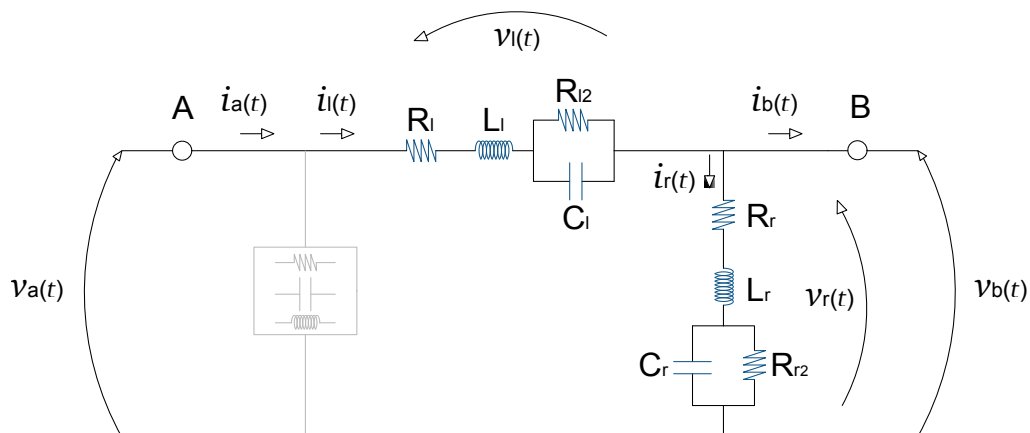 vl(t)
A
ia(t)
il(t)
Rl
Ll
Rl2
Cl
ib(t)
B
ir(t)
Rr
Lr
Cr
Rr2
va(t)
vr(t)
vb(t)